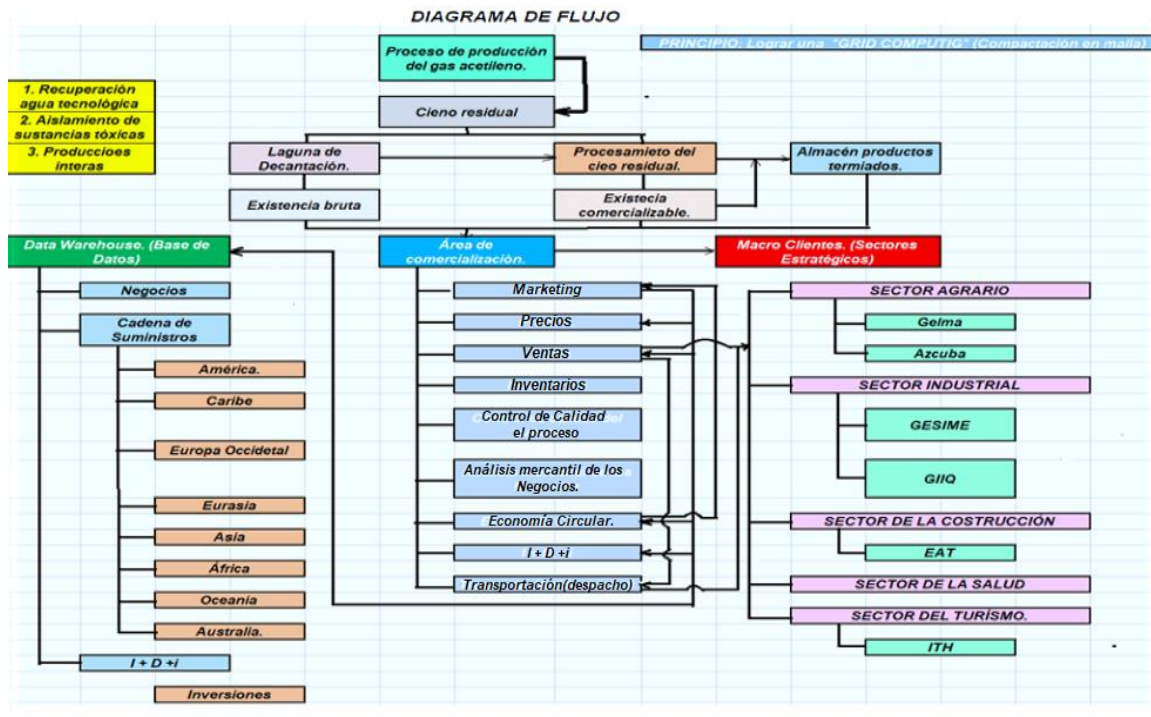 DIAGRAMA DE FLUJO
PRINCIPIO. Lograr una "GRID COMPUTIG" (Compactación en malla)
Proceso de producción
del gas acetileno.
1. Recuperación
agua tecnológica
2. Aislamiento de
sustancias tóxicas
3. Produccioes
interas
Cieno residual
Laguna de
Decantación.
Procesamieto del
cieo residual.
Almacén productos
termiados.
Existencia bruta
Existecia
comercializable.
Data Warehouse. (Base de
Datos)
Área de
comercialización.
Macro Clientes. (Sectores
Estratégicos)
Negocios
Cadena de
Suministros
América.
Caribe
Europa Occidetal
Eurasia
Asia
África
Oceanía
Australia.
I + D +i
Inversiones
Marketing
Precios
Ventas
Inventarios
Control de Calidad
el proceso
Análisis mercantil de los
Negocios.
Economía Circular.
I + D +i
Transportación(despacho)
SECTOR AGRARIO
Gelma
Azcuba
SECTOR INDUSTRIAL
GESIME
GIIQ
SECTOR DE LA COSTRUCCIÓN
EAT
SECTOR DE LA SALUD
SECTOR DEL TURÍSMO.
ITH